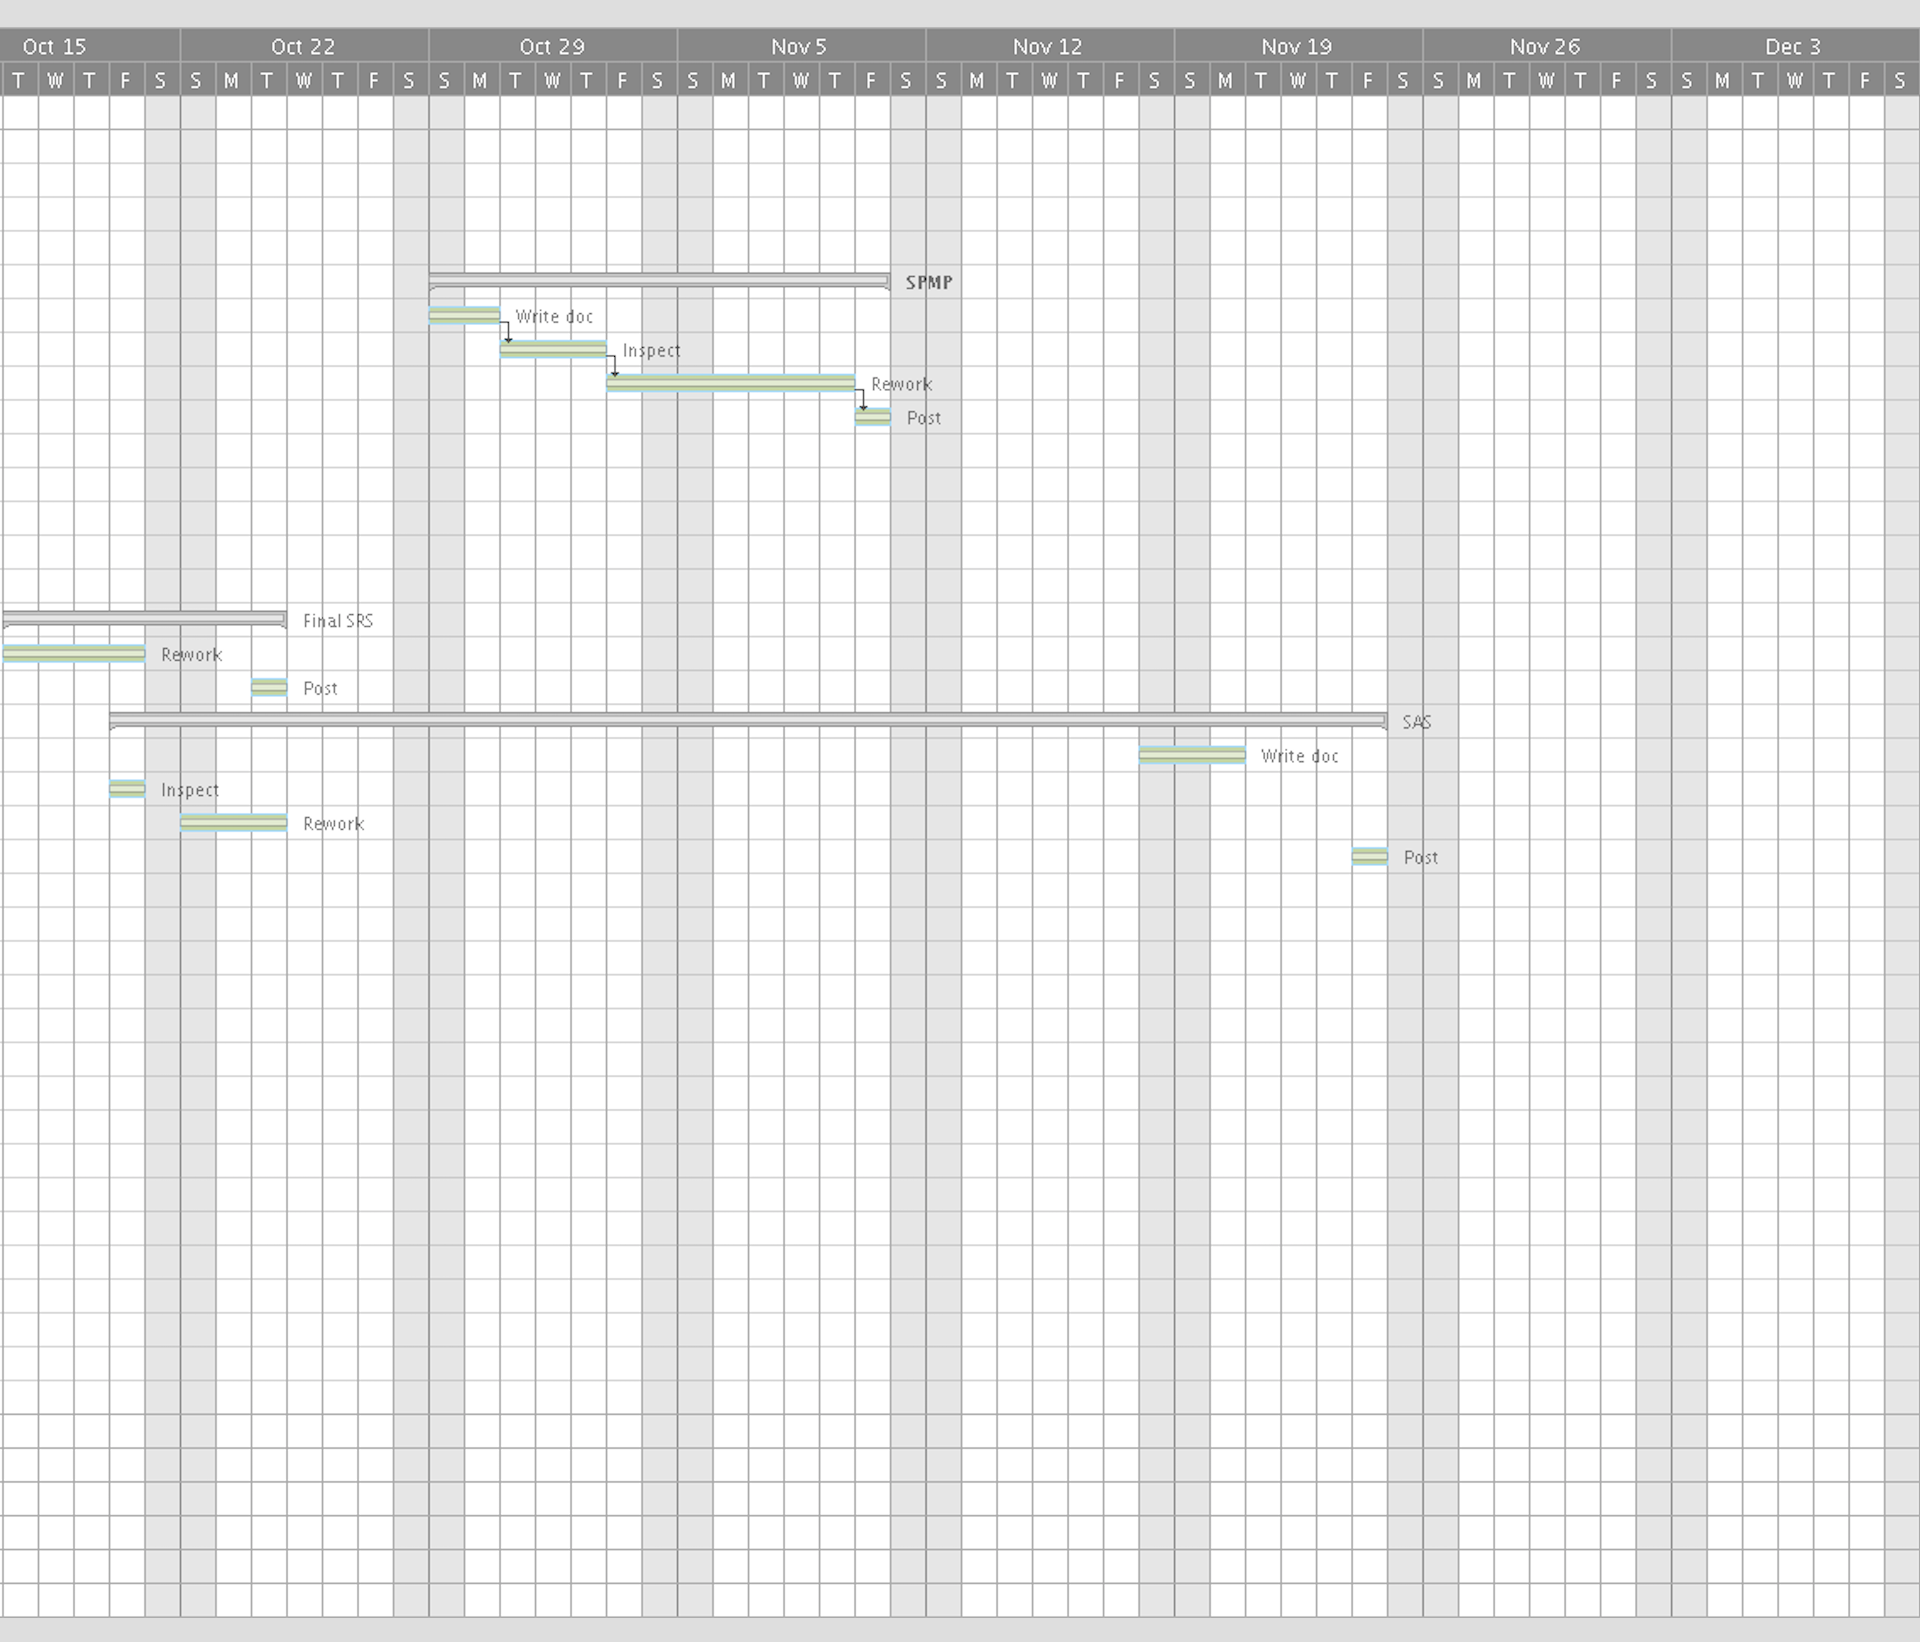 Oct 15 Oct 22 Oct 29 Nov 5 Nov 12 Nov 19 Nov 26 Dec 3
T W T F S S M T W T F S S M T W T F S S M T W T F S S M T W T F S S M T W T F S S M T W T F S S M T W T F S
SPMP
Write doc
Inspect
Rework
Post
Final SRS
Rework
Post
SAS
Write doc
Inspect
Rework
Post